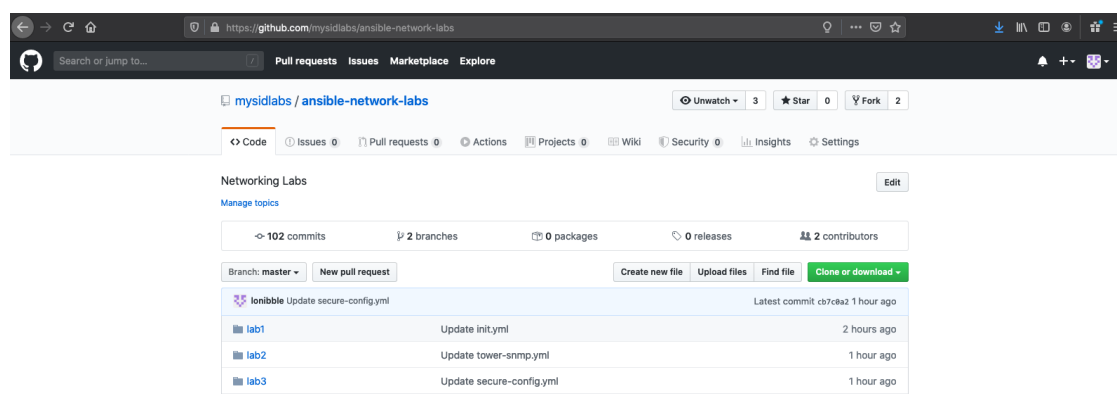 https://github.com/mysidlabs/ansible-network-labs
Search or jump to... / Pull requests Issues Marketplace Explore
mysidlabs / ansible-network-labs Unwatch 3 Star 0 Fork 2
Code Issues 0 Pull requests 0 Actions Projects 0 Wiki Security 0 Insights Settings
Networking Labs Edit
Manage topics
102 commits 2 branches 0 packages 0 releases 2 contributors
Branch: master New pull request Create new file Upload files Find file Clone or download
lonibble Update secure-config.yml Latest commit cb7c0a2 1 hour ago
lab1 Update init.yml 2 hours ago
lab2 Update tower-snmp.yml 1 hour ago
lab3 Update secure-config.yml 1 hour ago